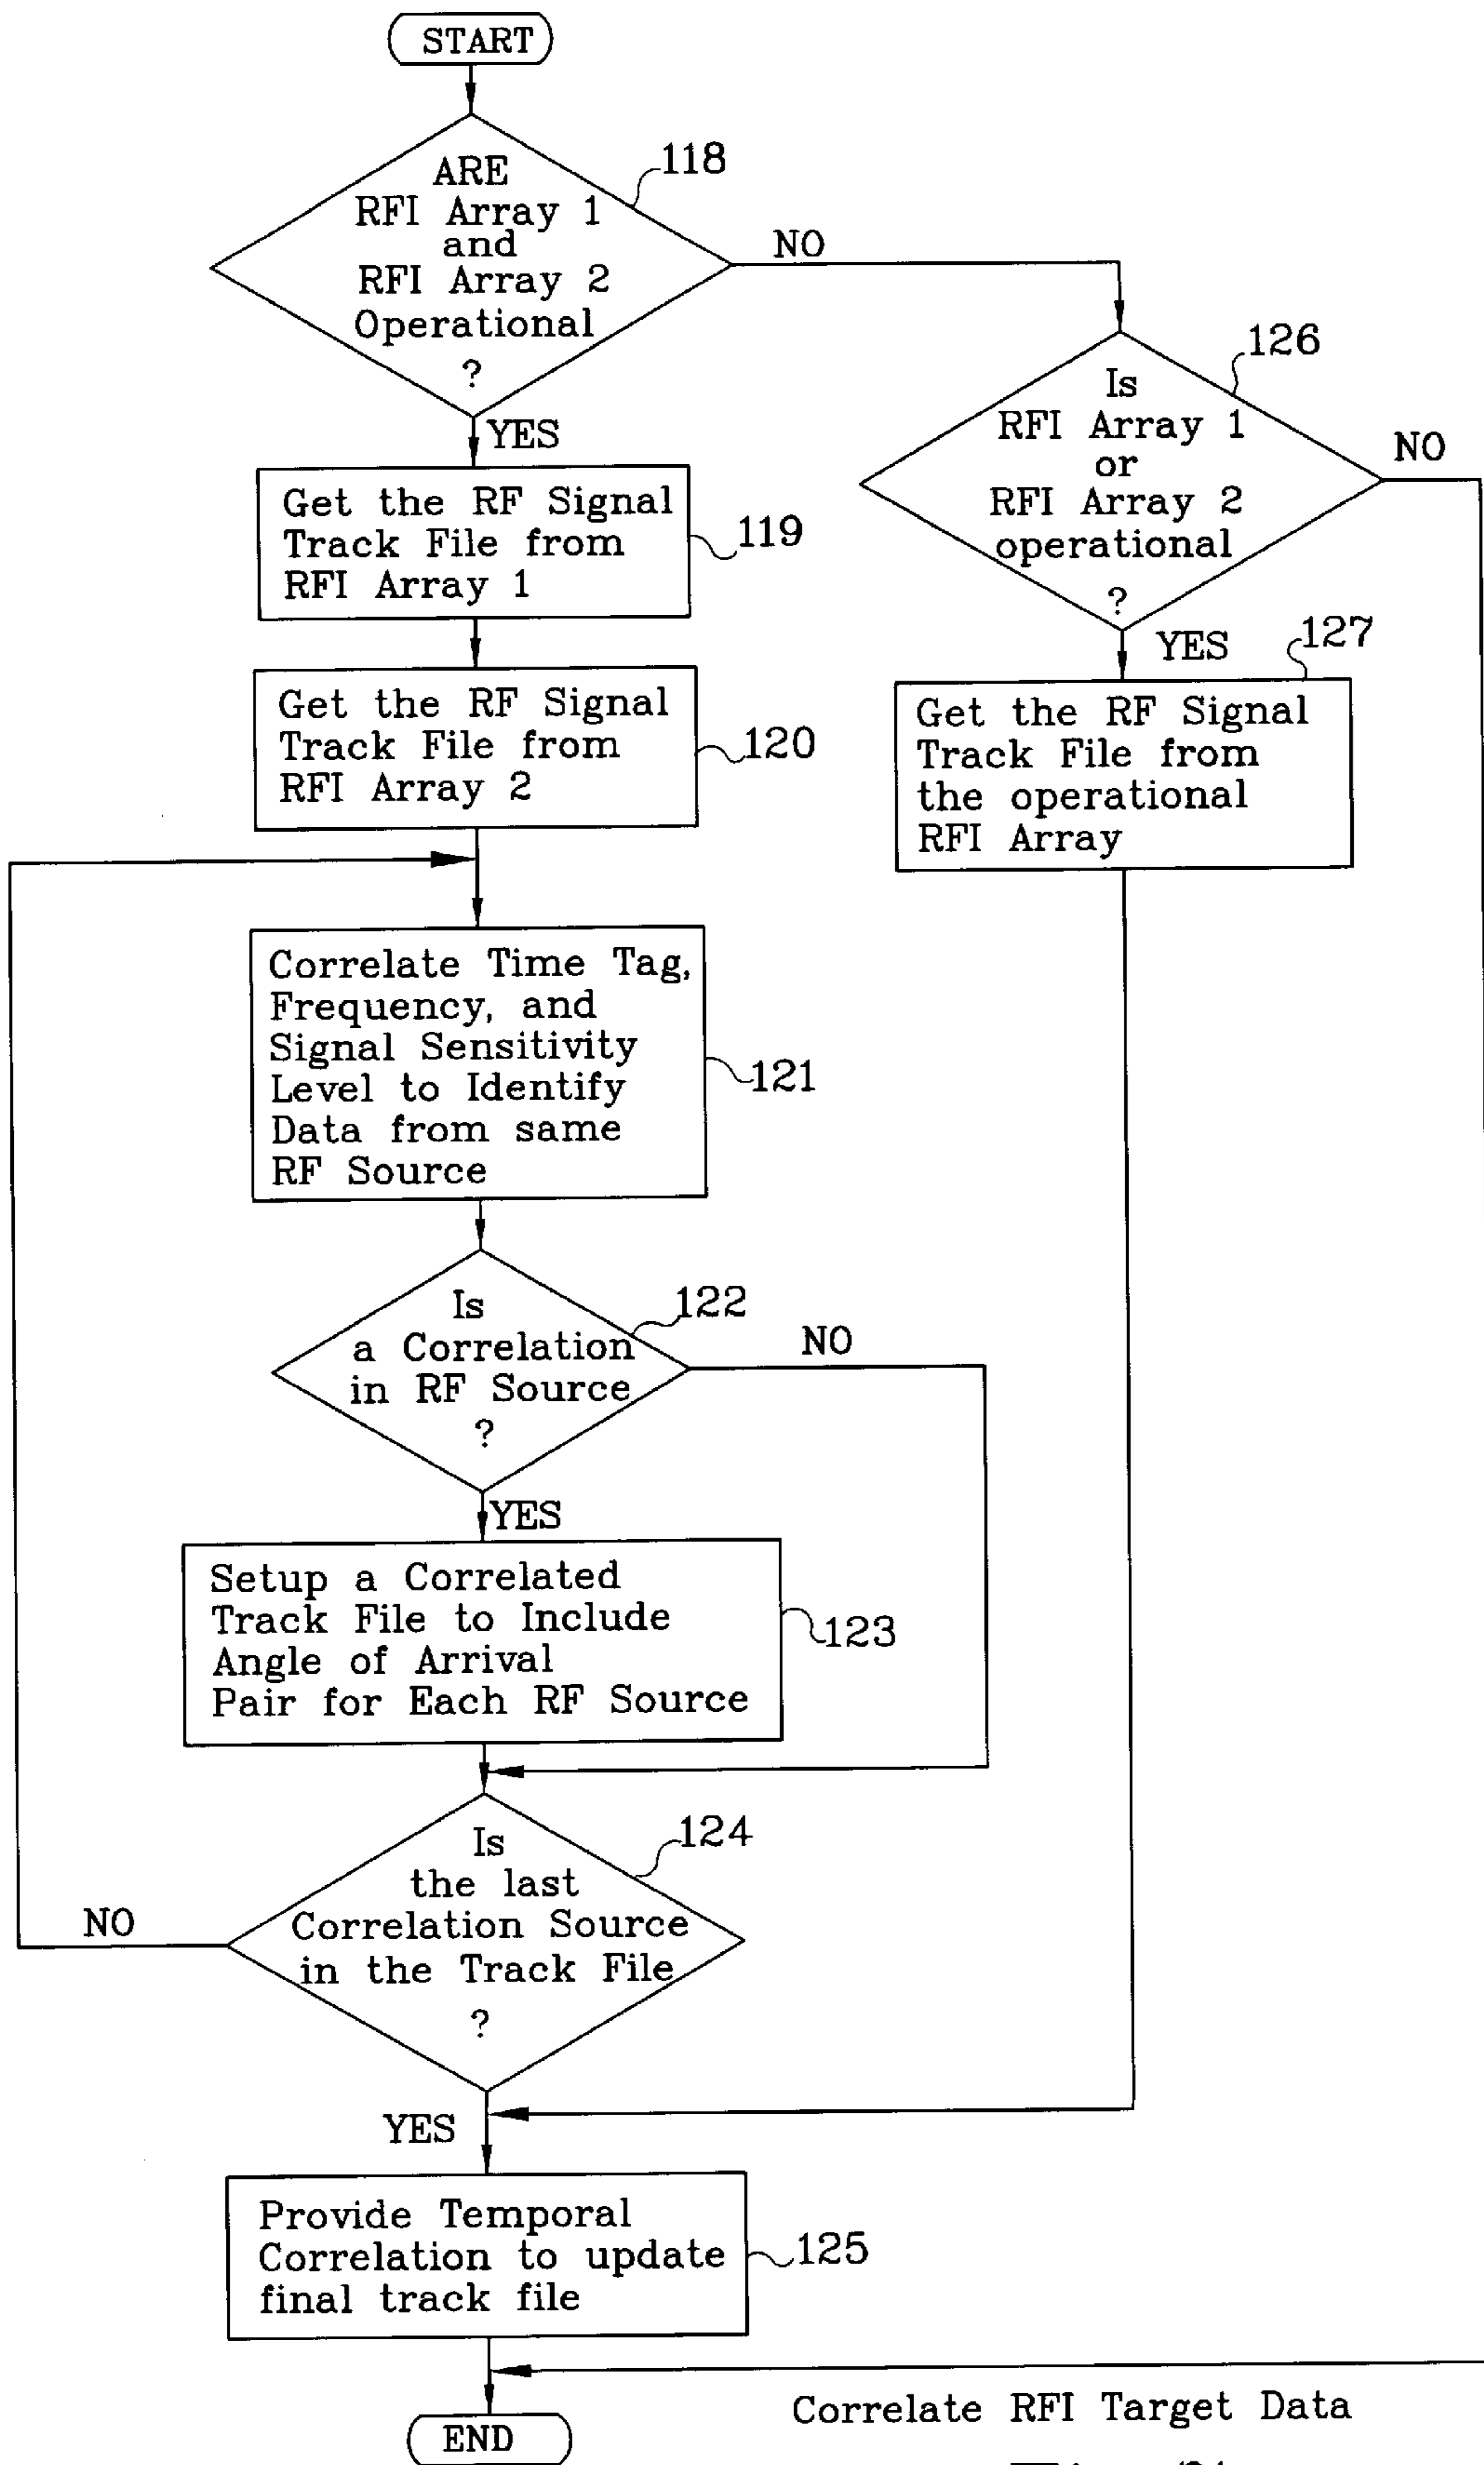 START
ARE
RFI Array 1
and
RFI Array 2
Operational
?
118
NO
YES
Get the RF Signal
Track File from
RFI Array 1
119
Get the RF Signal
Track File from
RFI Array 2
120
Correlate Time Tag,
Frequency, and
Signal Sensitivity
Level to Identify
Data from same
RF Source
121
Is
a Correlation
in RF Source
?
122
NO
YES
Setup a Correlated
Track File to Include
Angle of Arrival
Pair for Each RF Source
123
Is
the last
Correlation Source
in the Track File
?
124
NO
YES
Provide Temporal
Correlation to update
final track file
125
END
Is
RFI Array 1
or
RFI Array 2
operational
?
126
NO
YES
Get the RF Signal
Track File from
the operational
RFI Array
127
Correlate RFI Target Data